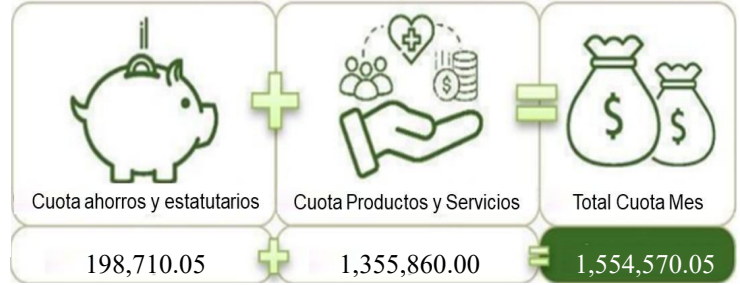 Cuota ahorros y estatutarios
Cuota Productos y Servicios
Total Cuota Mes
198,710.05
1,355,860.00
1,554,570.05